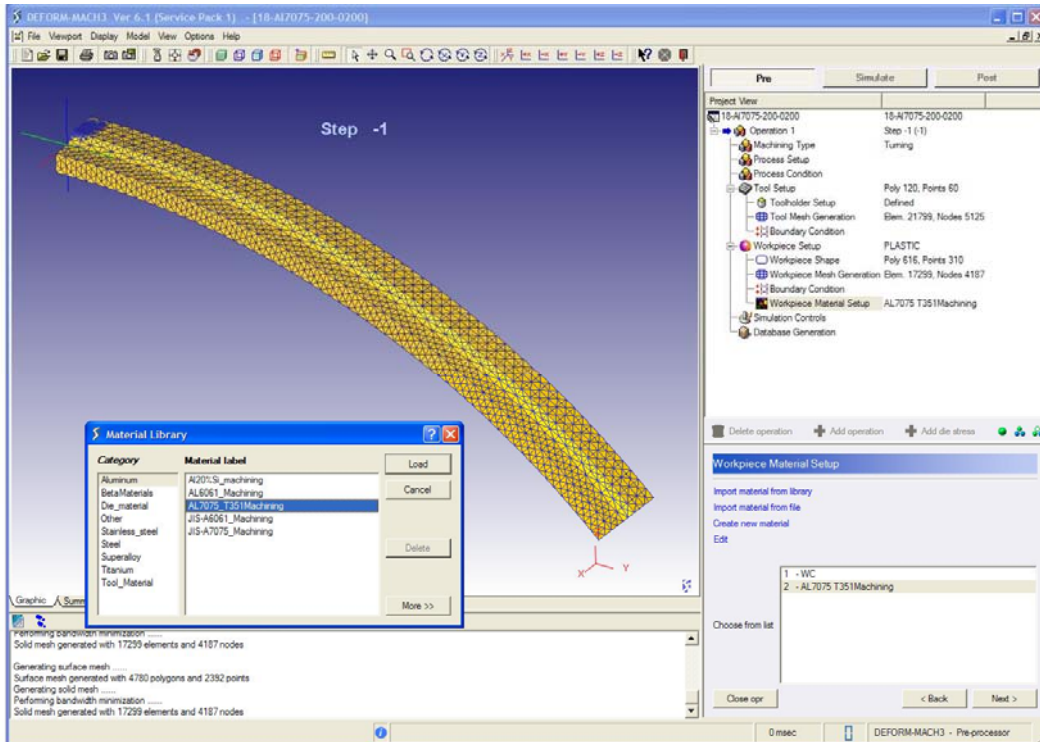 DEFORM-MACH3 Ver 6.1 (Service Pack 1) - [18-Al7075-200-0200]
File Viewport Display Model View Options Help
Step -1
Pre Simulate Post
Project View
18-Al7075-200-0200 18-Al7075-200-0200
Operation 1 Step -1 (-1)
Machining Type Turning
Process Setup
Process Condition
Tool Setup Poly 120, Points 60
Toolholder Setup Defined
Tool Mesh Generation Elem. 21799, Nodes 5125
Boundary Condition
Workpiece Setup PLASTIC
Workpiece Shape Poly 616, Points 310
Workpiece Mesh Generation Elem. 17299, Nodes 4187
Boundary Condition
Workpiece Material Setup AL7075 T351Machining
Simulation Controls
Database Generation
Delete operation Add operation Add die stress
Workpiece Material Setup
Import material from library
Import material from file
Create new material
Edit
Choose from list
1 - WC
2 - AL7075 T351Machining
Close opr < Back Next >
Material Library
Category Material label
Aluminum
BetaMaterials
Die_material
Other
Stainless_steel
Steel
Superalloy
Titanium
Tool_Material
Al20%Si_machining
AL6061_Machining
AL7075_T351Machining
JIS-A6061_Machining
JIS-A7075_Machining
Load
Cancel
Delete
More >>
X Y
Graphic Summ
Performing bandwidth minimization ......
Solid mesh generated with 17299 elements and 4187 nodes
Generating surface mesh ......
Surface mesh generated with 4780 polygons and 2392 points
Generating solid mesh ......
Performing bandwidth minimization ......
Solid mesh generated with 17299 elements and 4187 nodes
0 msec DEFORM-MACH3 - Pre-processor